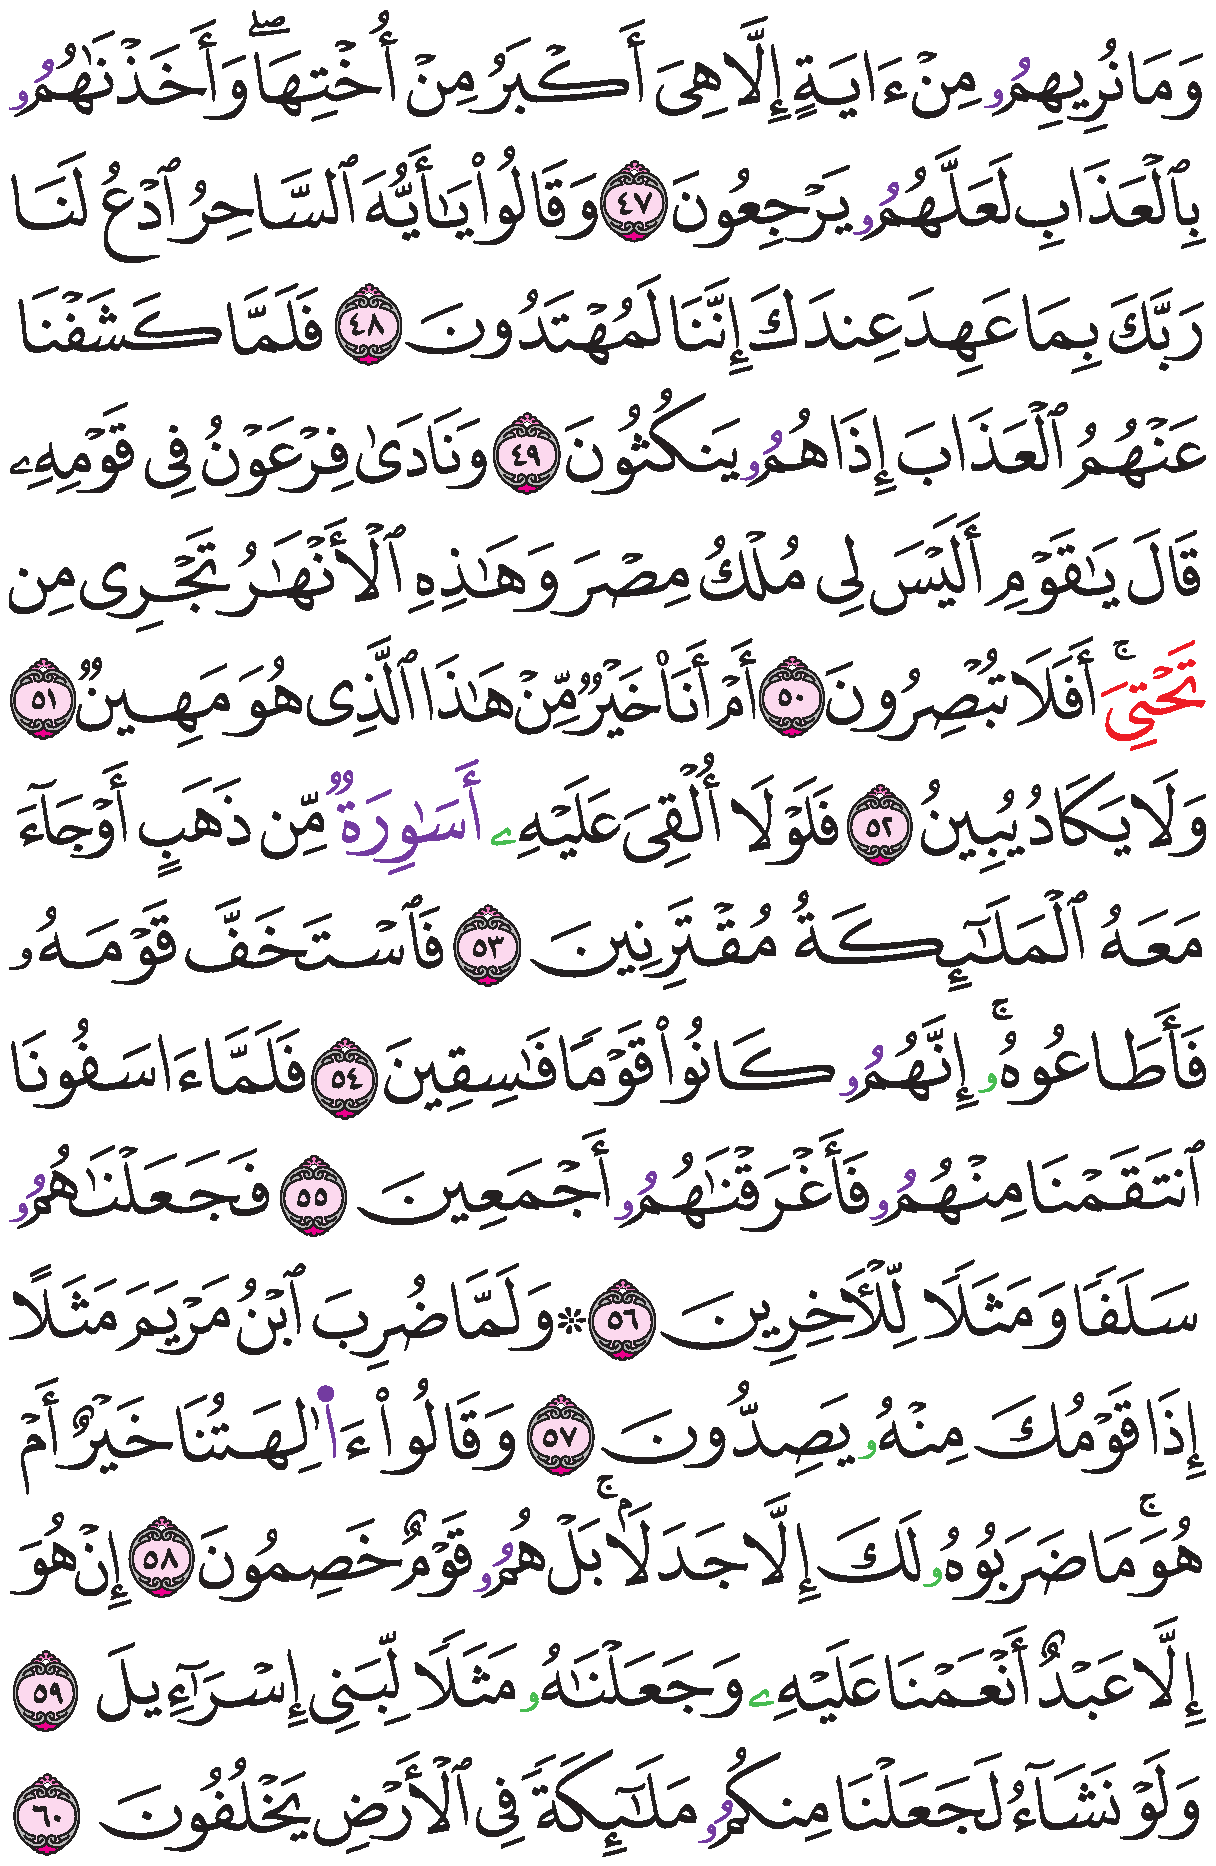 وَمَا نُرِيهِمُۥ مِنْ ءَايَةٍ إِلَّا هِىَ أَكْبَرُ مِنْ أُخْتِهَاۖ وَأَخَذْنَٰهُمُۥ
بِٱلْعَذَابِ لَعَلَّهُمُۥ يَرْجِعُونَ ٤٧ وَقَالُوا۟ يَٰٓأَيُّهَ ٱلسَّاحِرُ ٱدْعُ لَنَا
رَبَّكَ بِمَا عَهِدَ عِندَكَ إِنَّنَا لَمُهْتَدُونَ ٤٨ فَلَمَّا كَشَفْنَا
عَنْهُمُ ٱلْعَذَابَ إِذَا هُمُۥ يَنكُثُونَ ٤٩ وَنَادَىٰ فِرْعَوْنُ فِى قَوْمِهِۦ
قَالَ يَٰقَوْمِ أَلَيْسَ لِى مُلْكُ مِصْرَ وَهَٰذِهِ ٱلْأَنْهَٰرُ تَجْرِى مِن
تَحْتِىَۚ أَفَلَا تُبْصِرُونَ ٥٠ أَمْ أَنَا۠ خَيْرٌ مِّنْ هَٰذَا ٱلَّذِى هُوَ مَهِينٌ ٥١
وَلَا يَكَادُ يُبِينُ ٥٢ فَلَوْلَا أُلْقِىَ عَلَيْهِۦ أَسَٰوِرَةٌ مِّن ذَهَبٍ أَوْ جَآءَ
مَعَهُ ٱلْمَلَٰٓئِكَةُ مُقْتَرِنِينَ ٥٣ فَٱسْتَخَفَّ قَوْمَهُۥ
فَأَطَاعُوهُۥۚ إِنَّهُمُۥ كَانُوا۟ قَوْمًا فَٰسِقِينَ ٥٤ فَلَمَّا ءَاسَفُونَا
ٱنتَقَمْنَا مِنْهُمُۥ فَأَغْرَقْنَٰهُمُۥ أَجْمَعِينَ ٥٥ فَجَعَلْنَٰهُمُۥ
سَلَفًا وَمَثَلًا لِّلْأَخِرِينَ ٥٦ ۞ وَلَمَّا ضُرِبَ ٱبْنُ مَرْيَمَ مَثَلًا
إِذَا قَوْمُكَ مِنْهُۥ يَصِدُّونَ ٥٧ وَقَالُوا۟ ءَا۬لِهَتُنَا خَيْرٌ أَمْ
هُوَۚ مَا ضَرَبُوهُۥ لَكَ إِلَّا جَدَلَۢاۚ بَلْ هُمُۥ قَوْمٌ خَصِمُونَ ٥٨ إِنْ هُوَ
إِلَّا عَبْدٌ أَنْعَمْنَا عَلَيْهِۦ وَجَعَلْنَٰهُۥ مَثَلًا لِّبَنِى إِسْرَٰٓءِيلَ ٥٩
وَلَوْ نَشَآءُ لَجَعَلْنَا مِنكُمُۥ مَلَٰٓئِكَةً فِى ٱلْأَرْضِ يَخْلُفُونَ ٦٠